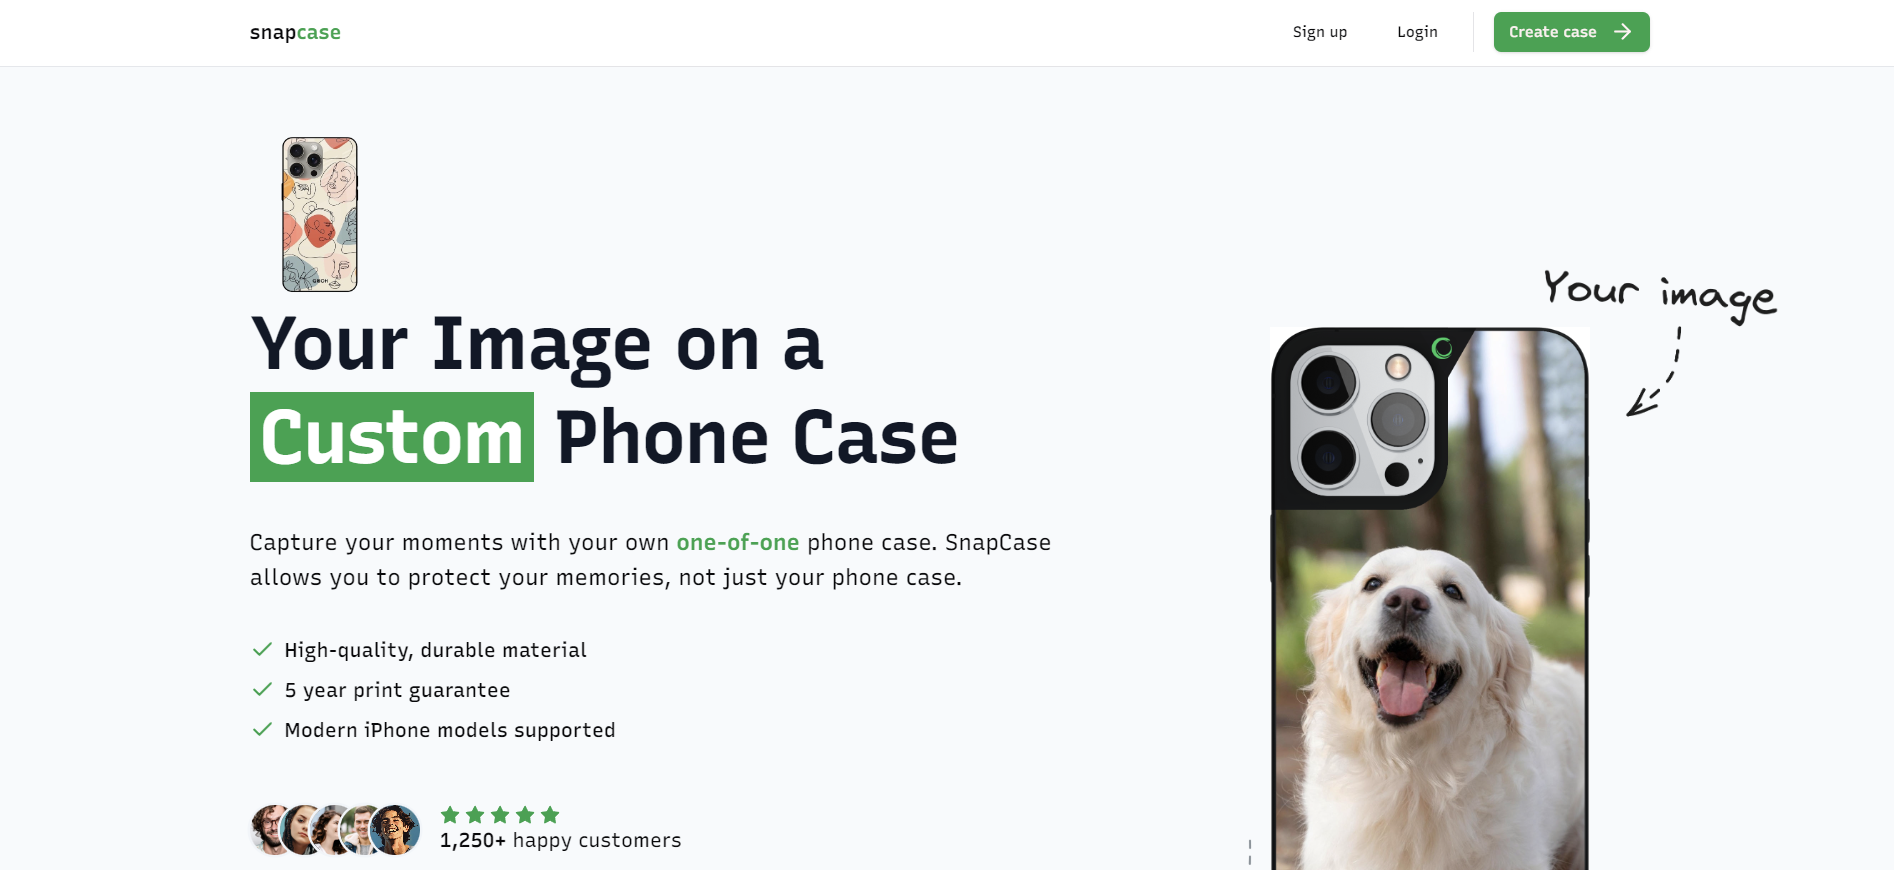 snapcase
Sign up
Login
Create case
Your Image on a
Custom Phone Case
Capture your moments with your own one-of-one phone case. SnapCase
allows you to protect your memories, not just your phone case.
High-quality, durable material
5 year print guarantee
Modern iPhone models supported
1,250+ happy customers
Your image